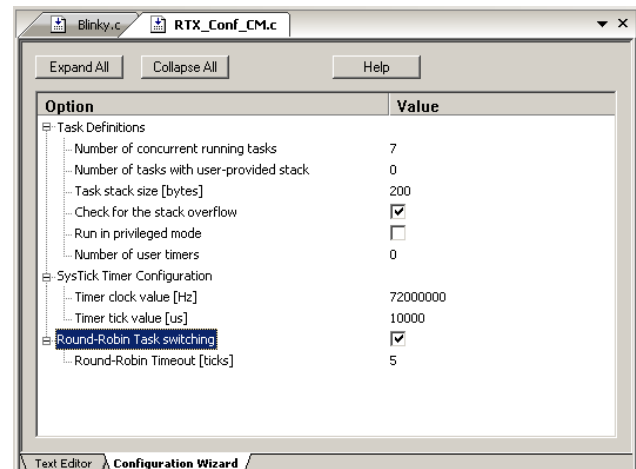 Blinky.c RTX_Conf_CM.c
Expand All Collapse All Help
Option Value
Task Definitions
Number of concurrent running tasks 7
Number of tasks with user-provided stack 0
Task stack size [bytes] 200
Check for the stack overflow
Run in privileged mode
Number of user timers 0
SysTick Timer Configuration
Timer clock value [Hz] 72000000
Timer tick value [us] 10000
Round-Robin Task switching
Round-Robin Timeout [ticks] 5
Text Editor Configuration Wizard